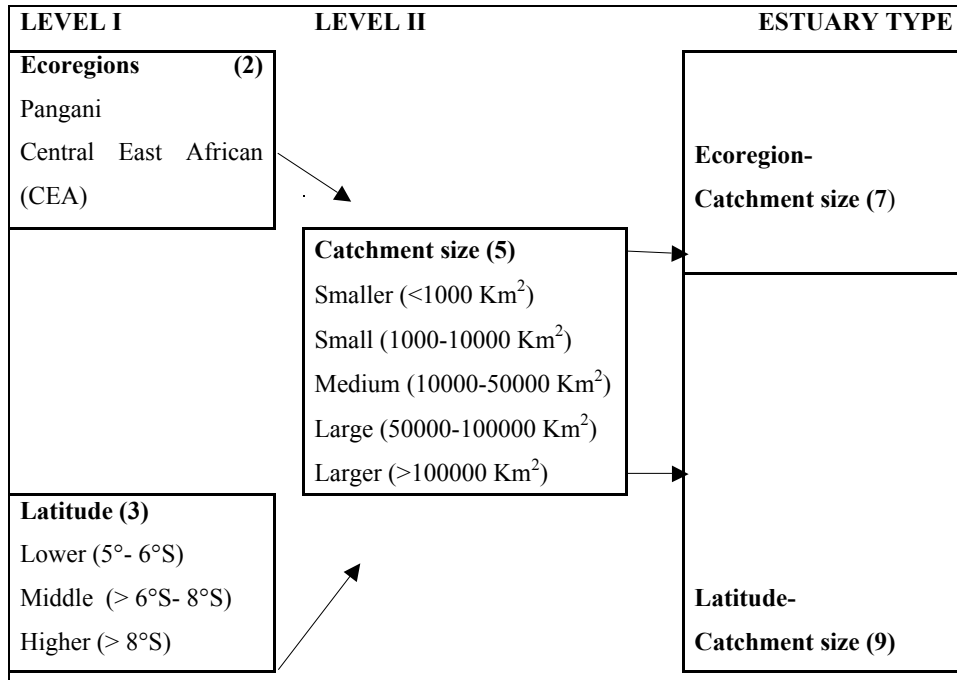 LEVEL I LEVEL II ESTUARY TYPE
Ecoregions (2)
Pangani
Central East African
(CEA)
Ecoregion-
Catchment size (7)
Catchment size (5)
Smaller (<1000 Km²)
Small (1000-10000 Km²)
Medium (10000-50000 Km²)
Large (50000-100000 Km²)
Larger (>100000 Km²)
Latitude (3)
Lower (5°- 6°S)
Middle (> 6°S- 8°S)
Higher (> 8°S)
Latitude-
Catchment size (9)